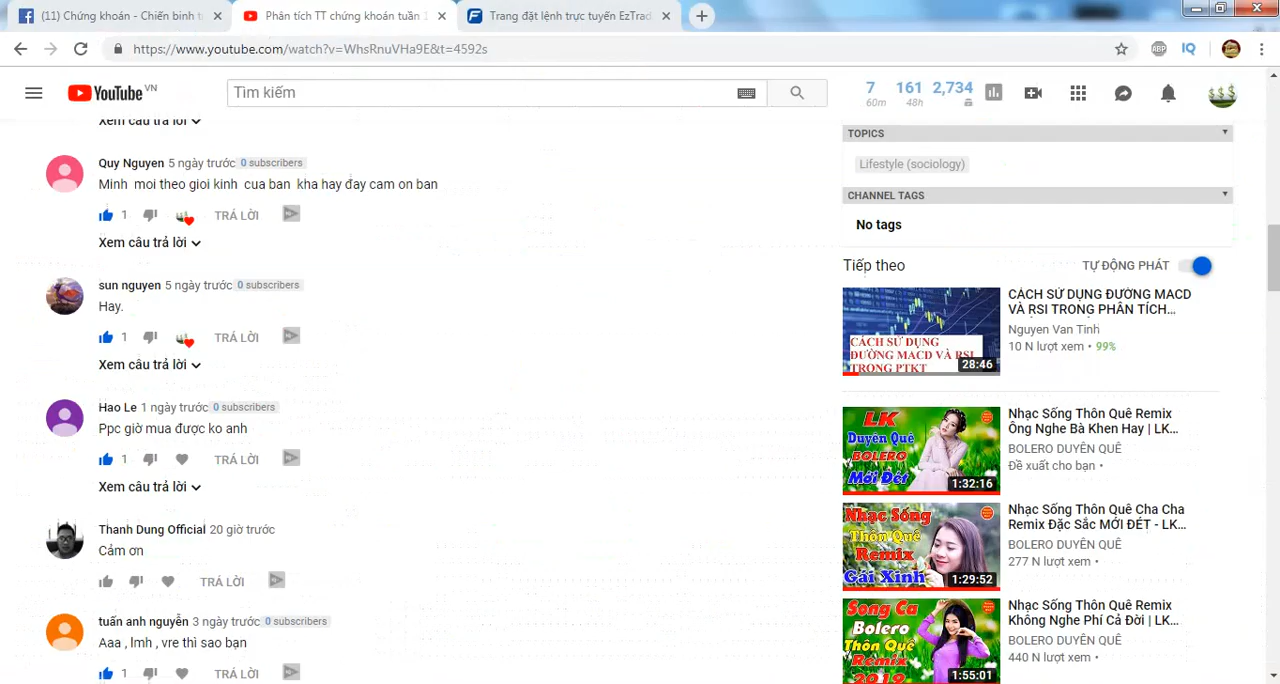 (11) Chứng khoán - Chiến binh t
Phân tích TT chứng khoán tuần 1
Trang đặt lệnh trực tuyến EzTrad
https://www.youtube.com/watch?v=WhsRnuVHa9E&t=4592s
ABP
IQ
YouTube VN
Tìm kiếm
7 161 2,734
60m 48h
Xem câu trả lời
Quy Nguyen 5 ngày trước 0 subscribers
Minh moi theo gioi kinh cua ban kha hay đay cam on ban
1 TRẢ LỜI
Xem câu trả lời
sun nguyen 5 ngày trước 0 subscribers
Hay.
1 TRẢ LỜI
Xem câu trả lời
Hao Le 1 ngày trước 0 subscribers
Ppc giờ mua được ko anh
1 TRẢ LỜI
Xem câu trả lời
Thanh Dung Official 20 giờ trước
Cảm ơn
TRẢ LỜI
tuấn anh nguyễn 3 ngày trước 0 subscribers
Aaa , lnh , vre thì sao bạn
1 TRẢ LỜI
TOPICS
Lifestyle (sociology)
CHANNEL TAGS
No tags
Tiếp theo
TỰ ĐỘNG PHÁT
CÁCH SỬ DỤNG
ĐƯỜNG MACD VÀ RSI
TRONG PTKT
28:46
CÁCH SỬ DỤNG ĐƯỜNG MACD
VÀ RSI TRONG PHÂN TÍCH...
Nguyen Van Tinh
10 N lượt xem • 99%
LK
Duyên Quê
BOLERO
Mới Đét
1:32:16
Nhạc Sống Thôn Quê Remix
Ông Nghe Bà Khen Hay | LK...
BOLERO DUYÊN QUÊ
Đề xuất cho bạn •
Nhạc Sống
Thôn Quê
Remix
Gái Xinh
1:29:52
Nhạc Sống Thôn Quê Cha Cha
Remix Đặc Sắc MỚI ĐÉT - LK...
BOLERO DUYÊN QUÊ
277 N lượt xem •
Song Ca
Bolero
Thôn Quê
Remix
2019
1:55:01
Nhạc Sống Thôn Quê Remix
Không Nghe Phí Cả Đời | LK...
BOLERO DUYÊN QUÊ
440 N lượt xem •